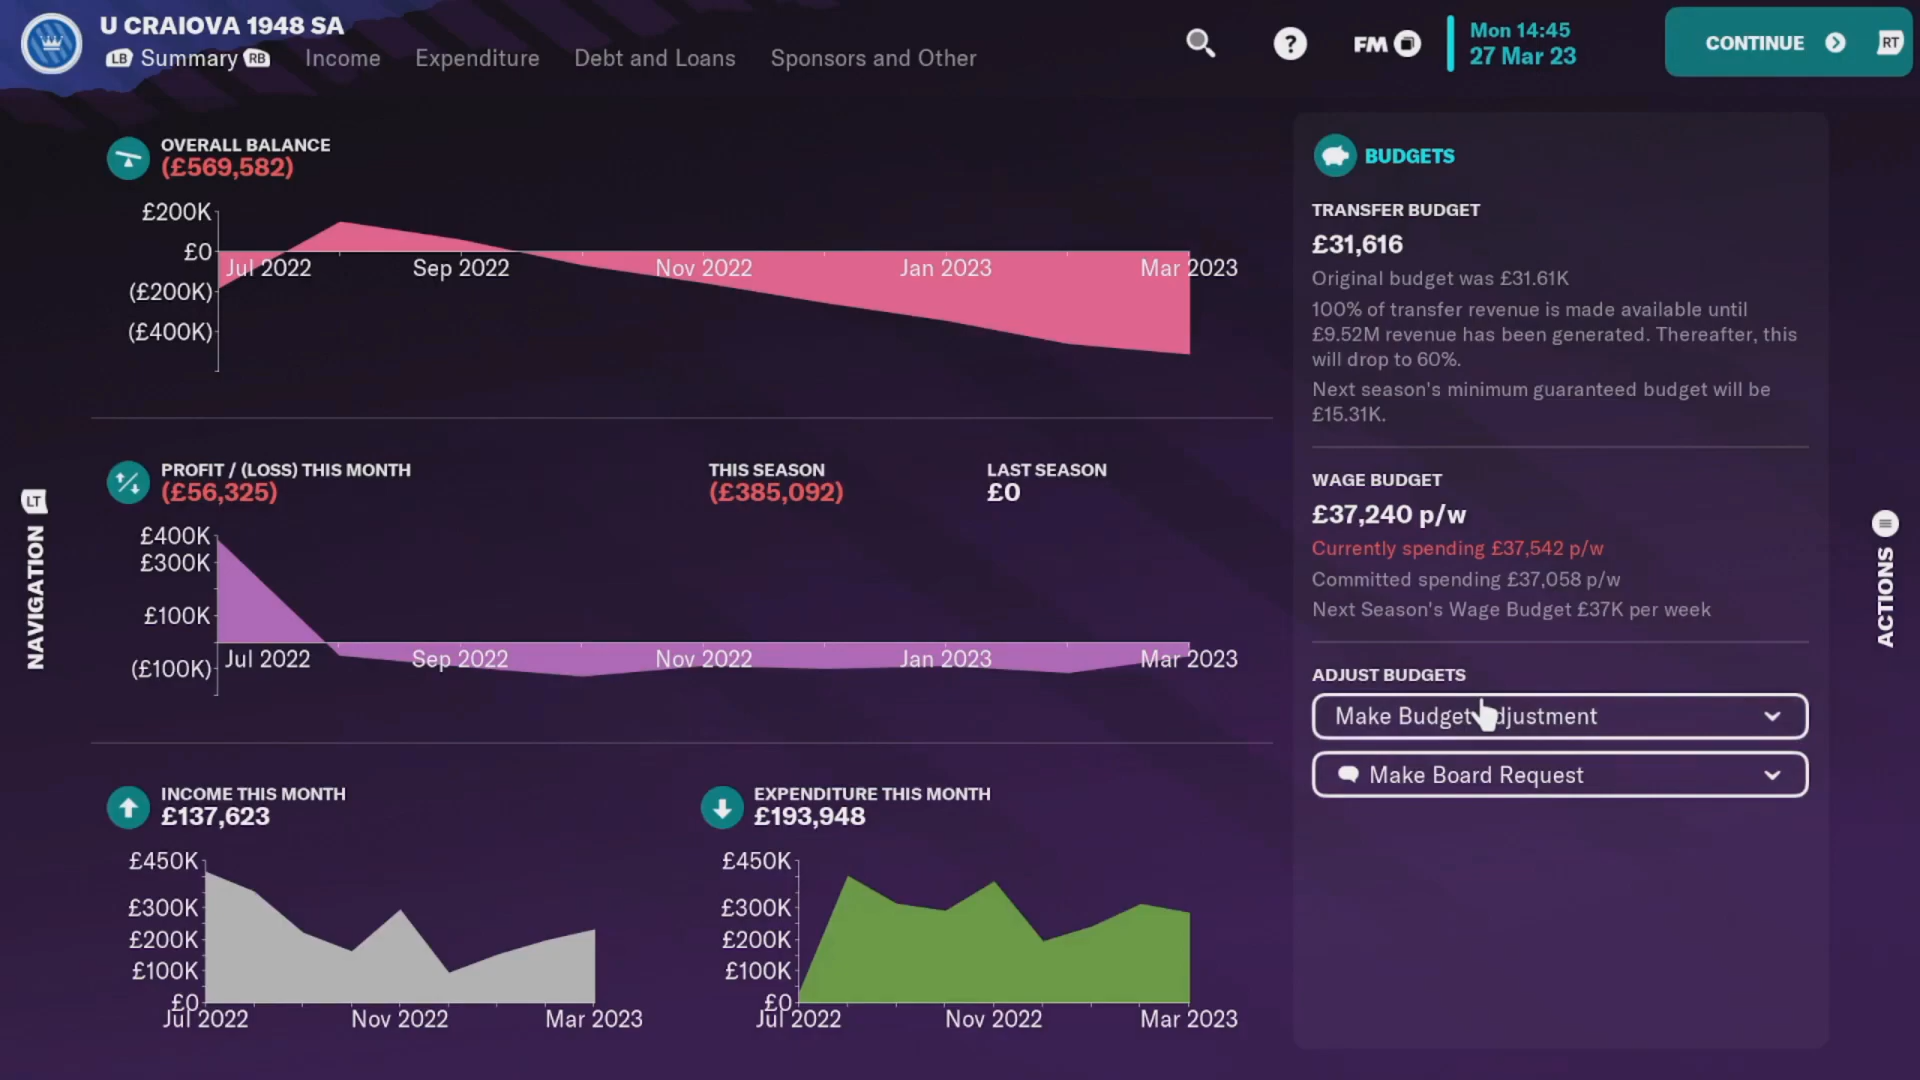 U CRAIOVA 1948 SA
LB Summary RB Income Expenditure Debt and Loans Sponsors and Other
? FM Mon 14:45
27 Mar 23
CONTINUE RT
OVERALL BALANCE
(£569,582)
£200K
£0
(£200K)
(£400K)
Jul 2022 Sep 2022 Nov 2022 Jan 2023 Mar 2023
PROFIT / (LOSS) THIS MONTH
(£56,325)
THIS SEASON
(£385,092)
LAST SEASON
£0
£400K
£300K
£100K
(£100K)
Jul 2022 Sep 2022 Nov 2022 Jan 2023 Mar 2023
INCOME THIS MONTH
£137,623
£450K
£300K
£200K
£100K
£0
Jul 2022 Nov 2022 Mar 2023
EXPENDITURE THIS MONTH
£193,948
£450K
£300K
£200K
£100K
£0
Jul 2022 Nov 2022 Mar 2023
BUDGETS
TRANSFER BUDGET
£31,616
Original budget was £31.61K
100% of transfer revenue is made available until
£9.52M revenue has been generated. Thereafter, this
will drop to 60%.
Next season's minimum guaranteed budget will be
£15.31K.
WAGE BUDGET
£37,240 p/w
Currently spending £37,542 p/w
Committed spending £37,058 p/w
Next Season's Wage Budget £37K per week
ADJUST BUDGETS
Make Budget djustment
Make Board Request
LT
NAVIGATION
ACTIONS